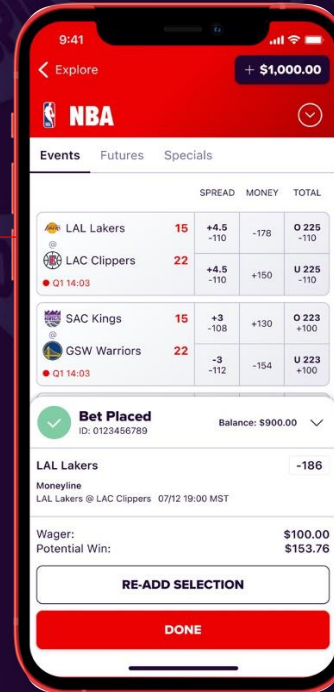 9:41
Explore
+ $1,000.00
NBA
Events Futures Specials
SPREAD MONEY TOTAL
LAL Lakers 15 +4.5 -110 -178 O 225 -110
@
LAC Clippers 22 +4.5 -110 +150 U 225 -110
Q1 14:03
SAC Kings 15 +3 -108 +130 O 223 +100
@
GSW Warriors 22 -3 -112 -154 U 223 +100
Q1 14:03
Bet Placed
ID: 0123456789
Balance: $900.00
LAL Lakers -186
Moneyline
LAL Lakers @ LAC Clippers 07/12 19:00 MST
Wager: $100.00
Potential Win: $153.76
RE-ADD SELECTION
DONE